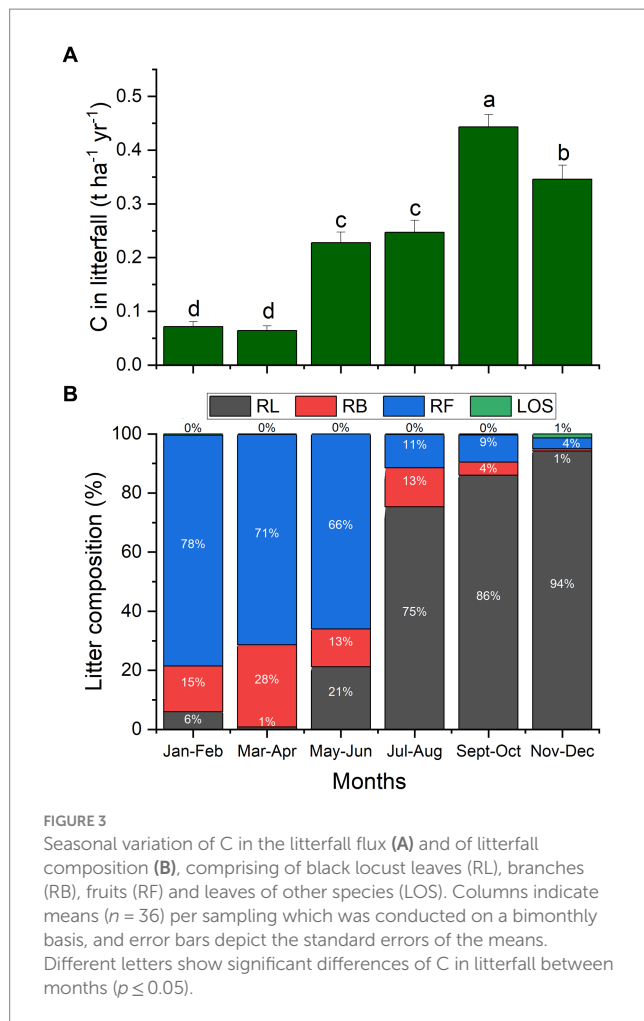 A
C in litterfall (t ha⁻¹ yr⁻¹)
0.5
0.4
0.3
0.2
0.1
0.0
d
d
c
c
a
b
B
RL
RB
RF
LOS
Litter composition (%)
100
80
60
40
20
0
0%
0%
0%
0%
0%
1%
78%
71%
66%
11%
9%
4%
15%
28%
13%
13%
4%
1%
6%
1%
21%
75%
86%
94%
Jan-Feb
Mar-Apr
May-Jun
Jul-Aug
Sept-Oct
Nov-Dec
Months
FIGURE 3
Seasonal variation of C in the litterfall flux (A) and of litterfall
composition (B), comprising of black locust leaves (RL), branches
(RB), fruits (RF) and leaves of other species (LOS). Columns indicate
means (n = 36) per sampling which was conducted on a bimonthly
basis, and error bars depict the standard errors of the means.
Different letters show significant differences of C in litterfall between
months (p ≤ 0.05).